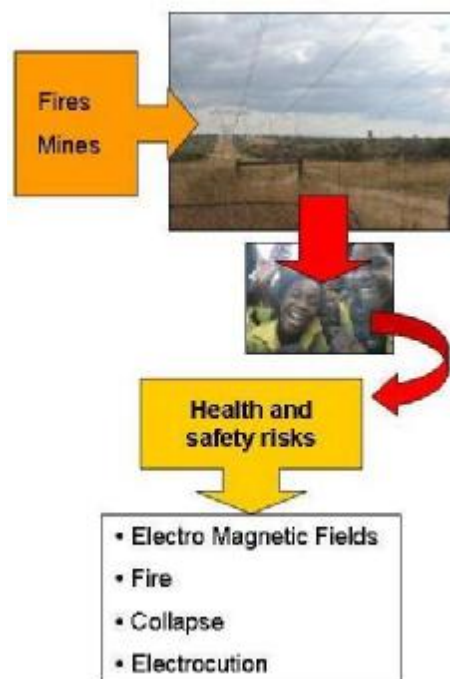 Fires
Mines
Health and
safety risks
• Electro Magnetic Fields
• Fire
• Collapse
• Electrocution